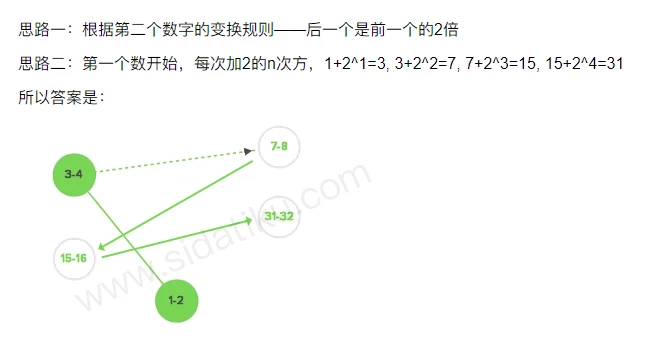 思路一：根据第二个数字的变换规则——后一个是前一个的2倍
思路二：第一个数开始，每次加2的n次方，1+2^1=3, 3+2^2=7, 7+2^3=15, 15+2^4=31
所以答案是：
7-8
3-4
31-32
15-16
1-2
www.sidatiku.com